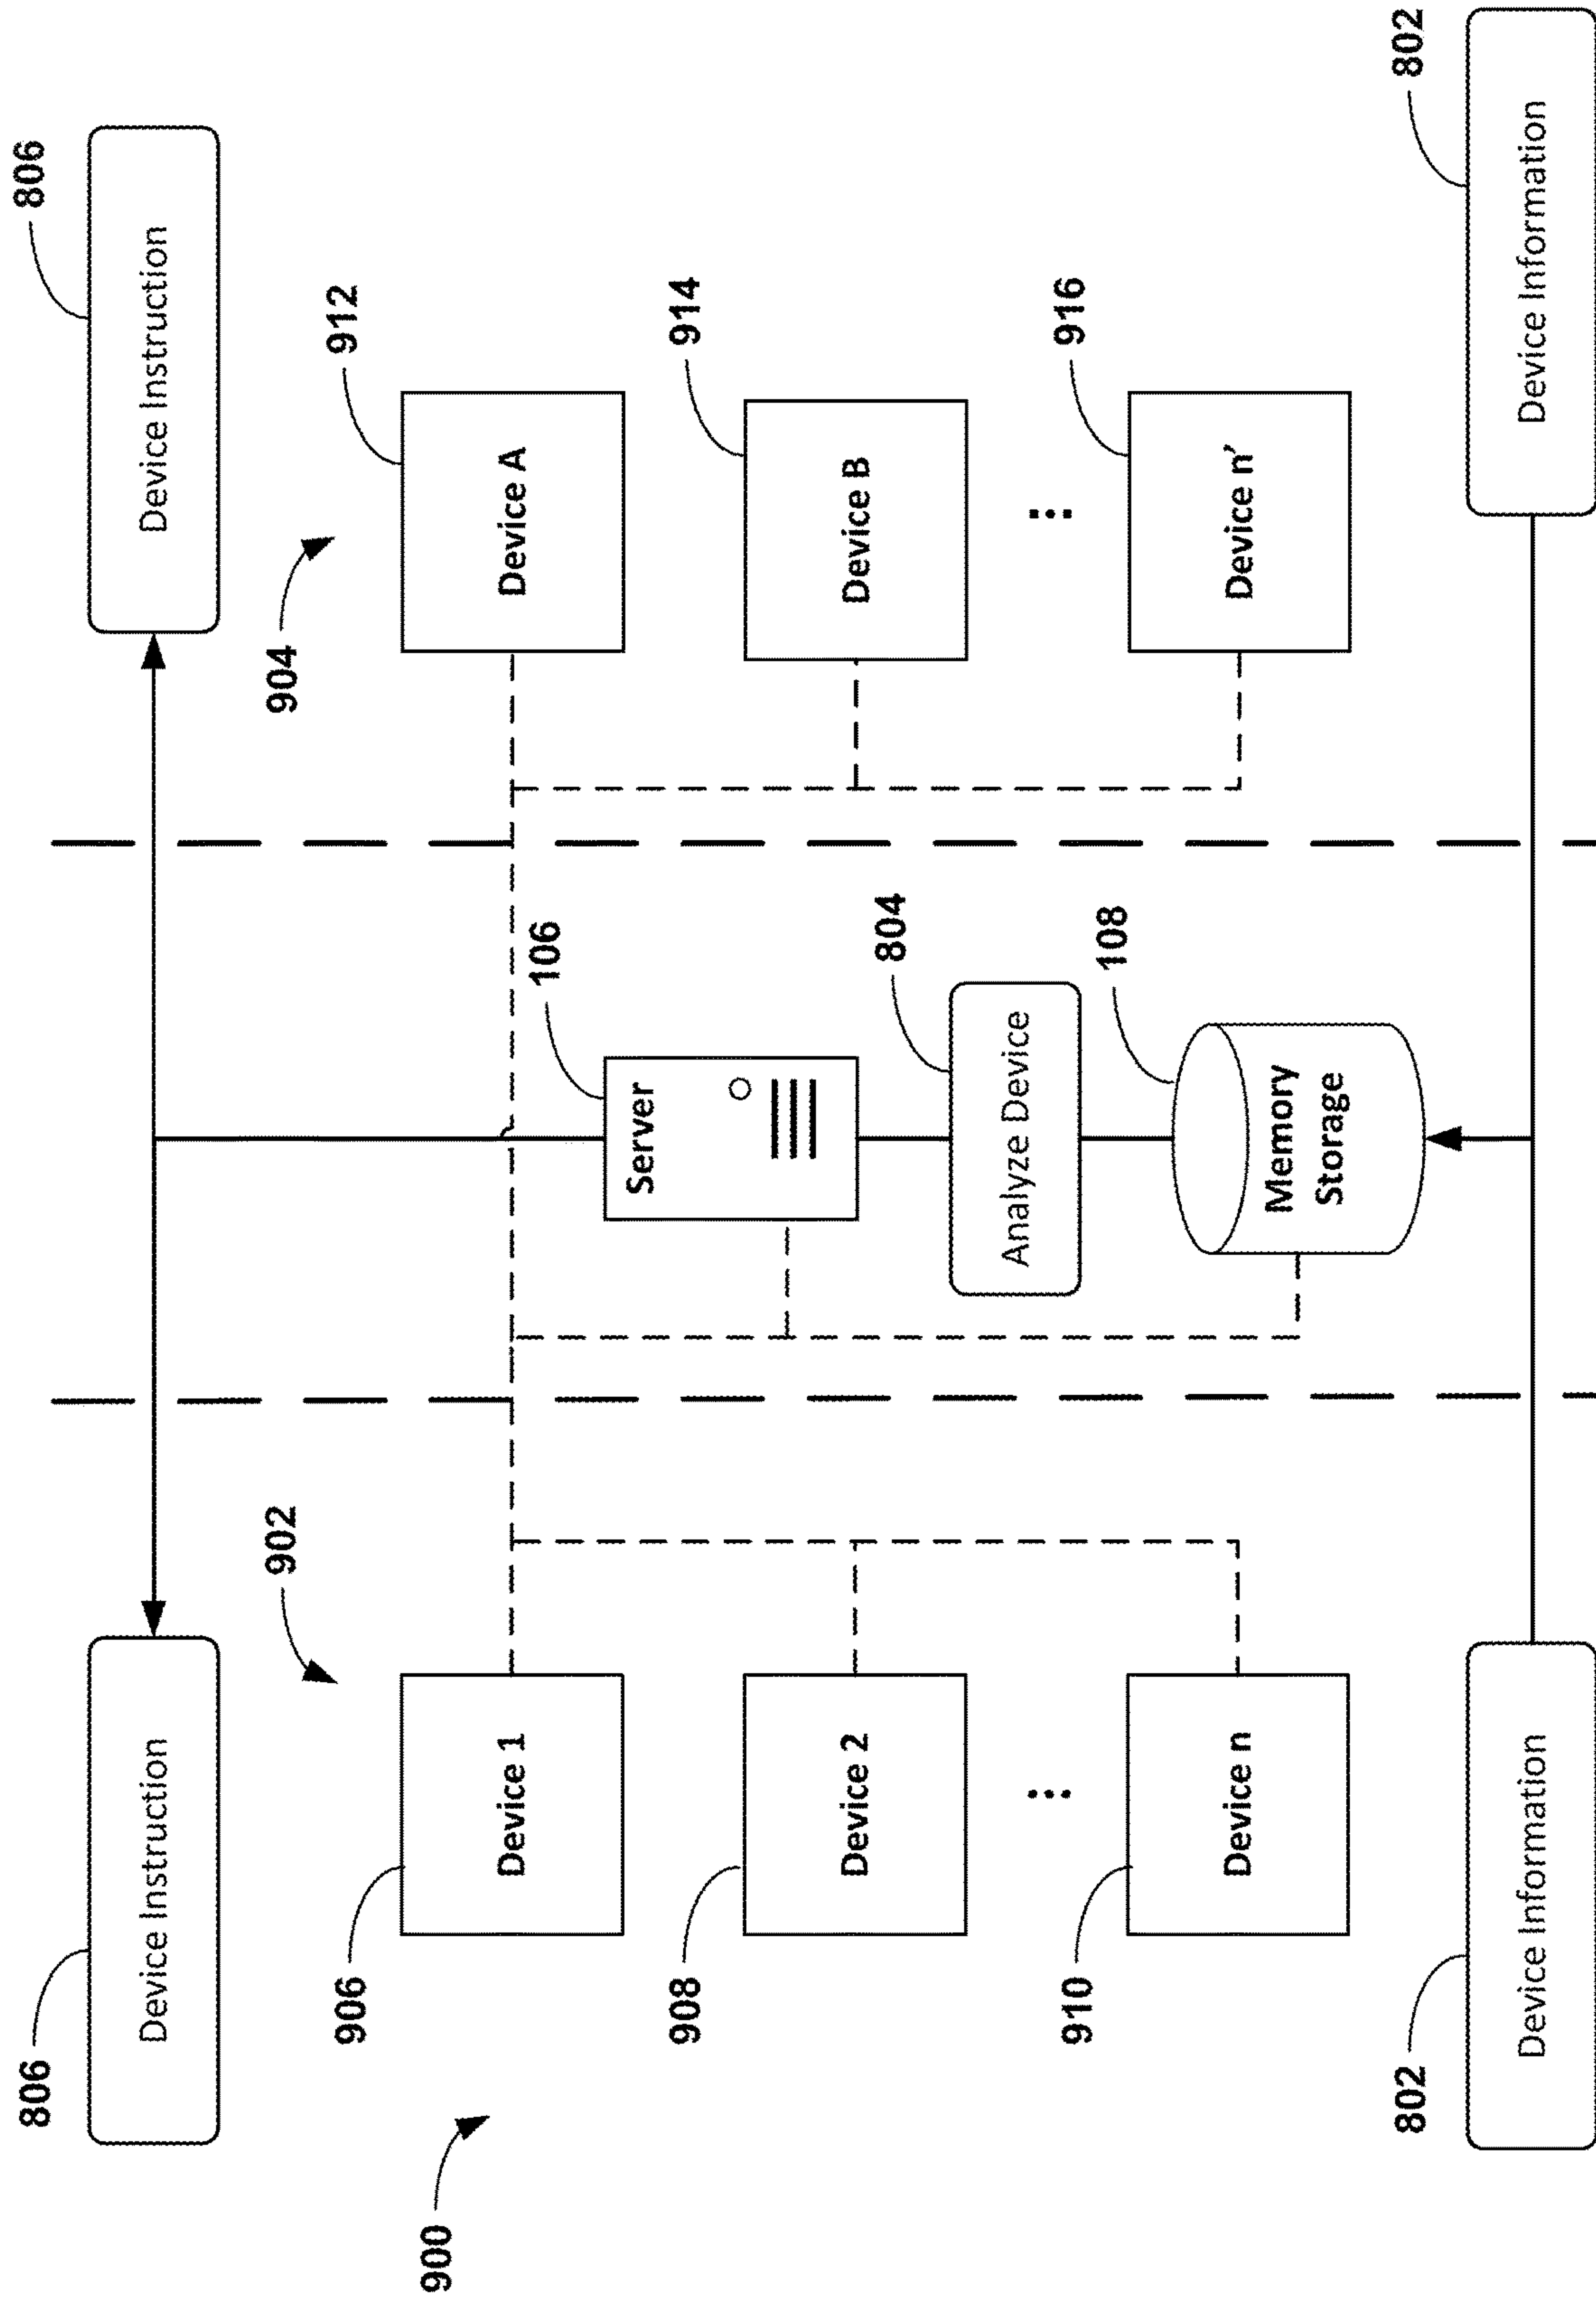 806
Device Instruction
806
Device Instruction
900
902
904
906
Device 1
912
Device A
908
Device 2
914
Device B
910
Device n
916
Device n’
106
Server
804
Analyze Device
108
Memory
Storage
802
Device Information
802
Device Information